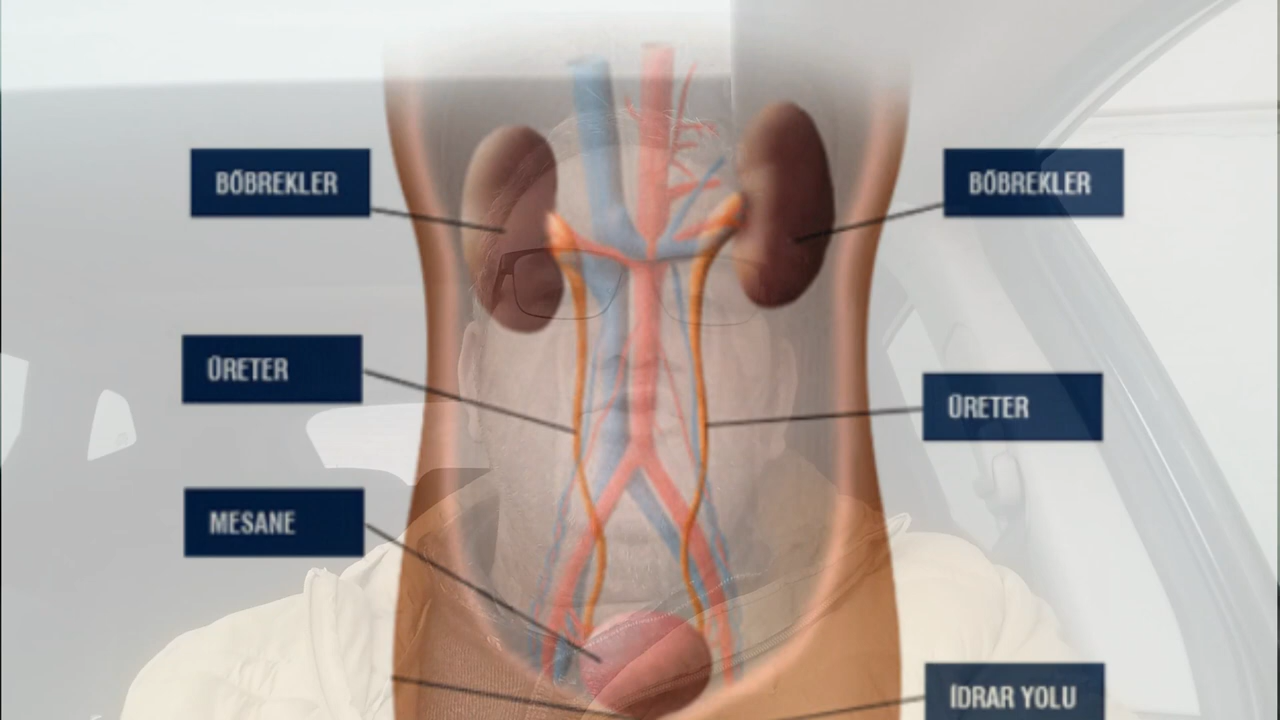 BÖBREKLER
BÖBREKLER
ÜRETER
ÜRETER
MESANE
İDRAR YOLU